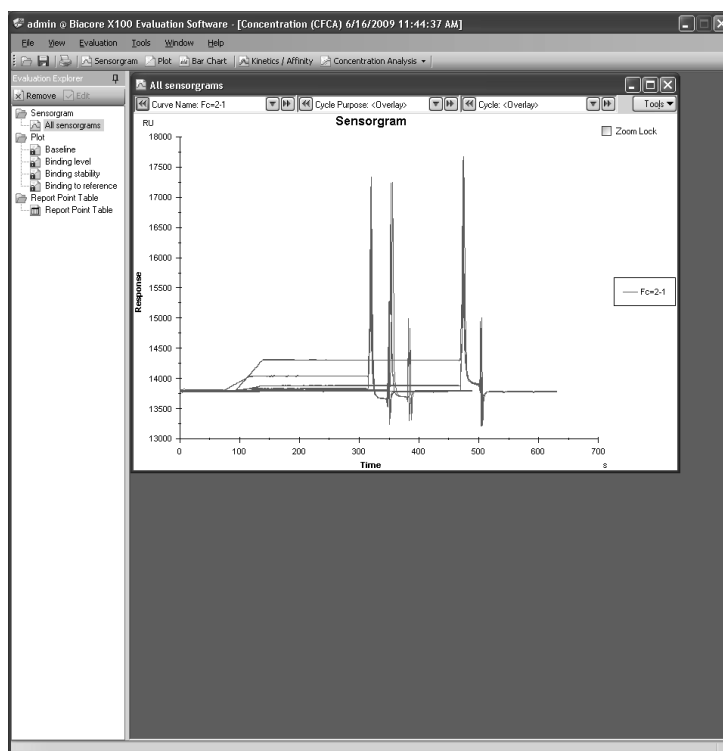 admin @ Biacore X100 Evaluation Software - [Concentration (CFCA) 6/16/2009 11:44:37 AM]
File View Evaluation Tools Window Help
Sensorgram Plot Bar Chart Kinetics / Affinity Concentration Analysis
Evaluation Explorer
Remove Edit
Sensorgram
All sensorgrams
Plot
Baseline
Binding level
Binding stability
Binding to reference
Report Point Table
Report Point Table
All sensorgrams
Curve Name: Fc=2-1 Cycle Purpose: <Overlay> Cycle: <Overlay> Tools
Sensorgram
Zoom Lock
RU
18000
17500
17000
16500
16000
15500
15000
14500
14000
13500
13000
Response
0 100 200 300 400 500 600 700
Time s
Fc=2-1